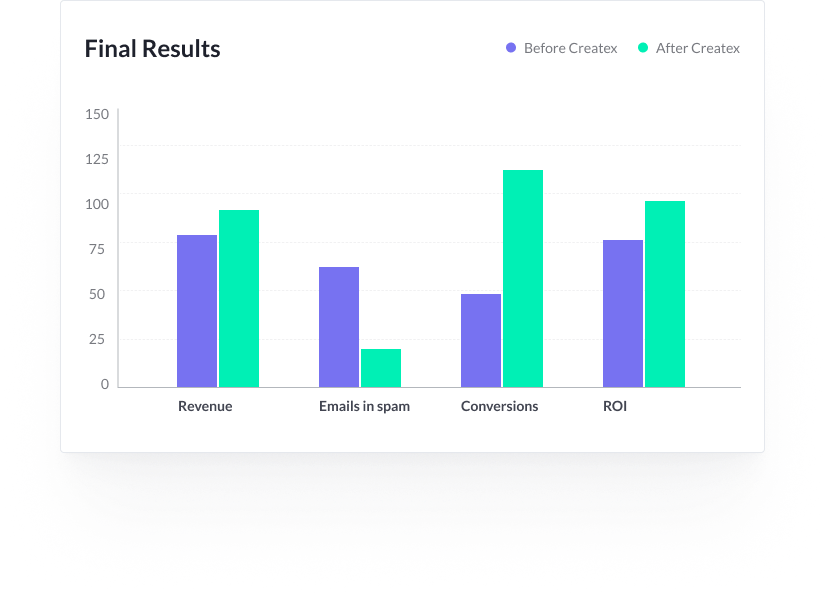 Final Results
Before Createx
After Createx
150
125
100
75
50
25
0
Revenue
Emails in spam
Conversions
ROI